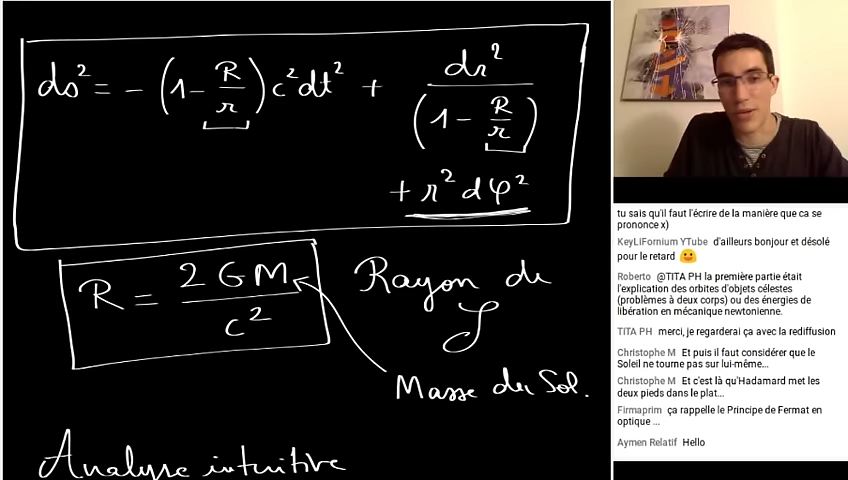 ds² = - (1 - R/r) c² dt² + dr² / (1 - R/r)
+ r² dφ²
R = 2GM / c²
Rayon de
S
Masse du Sol.
Analyse intuitive
tu sais qu'il faut l'écrire de la manière que ca se
prononce x)
KeyLiFornium YTube d'ailleurs bonjour et désolé
pour le retard
Roberto @TITA PH la première partie était
l'explication des orbites d'objets célestes
(problèmes à deux corps) ou des énergies de
libération en mécanique newtonienne.
TITA PH merci, je regarderai ça avec la rediffusion
Christophe M Et puis il faut considérer que le
Soleil ne tourne pas sur lui-même...
Christophe M Et c'est là qu'Hadamard met les
deux pieds dans le plat...
Firmaprim ça rappelle le Principe de Fermat en
optique ...
Aymen Relatif Hello